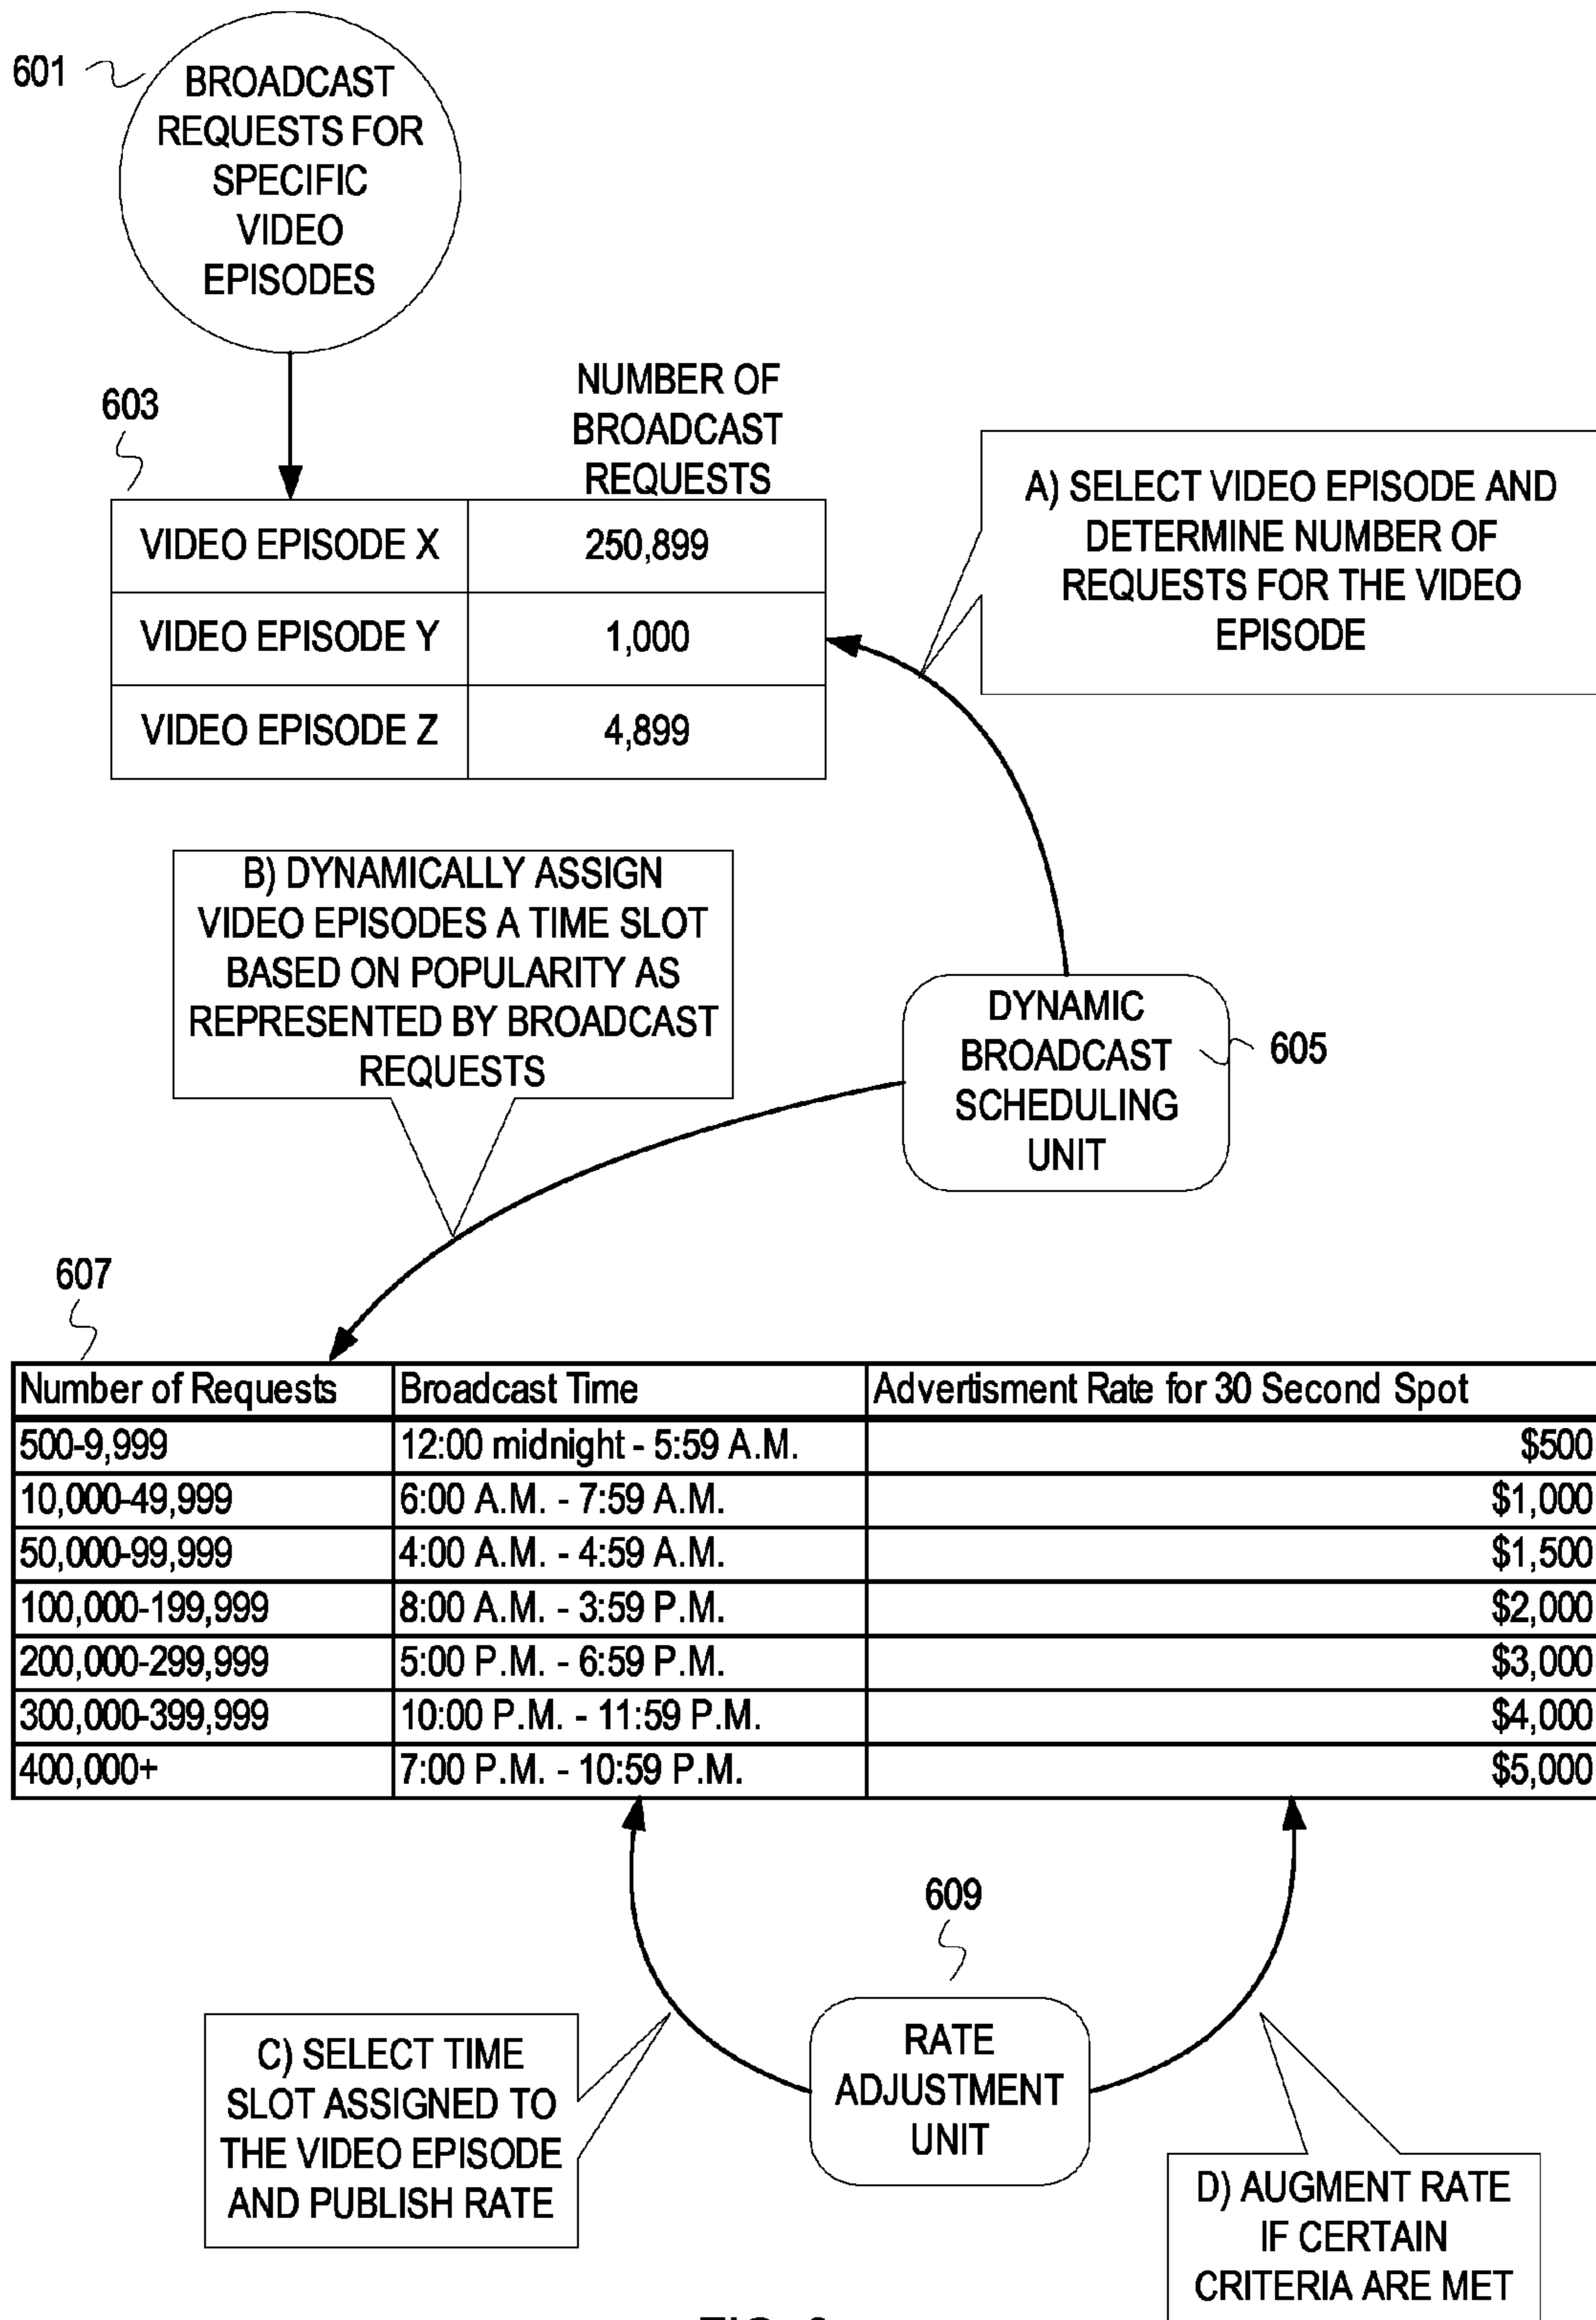 601
BROADCAST
REQUESTS FOR
SPECIFIC
VIDEO
EPISODES
603
NUMBER OF
BROADCAST
REQUESTS
VIDEO EPISODE X 250,899
VIDEO EPISODE Y 1,000
VIDEO EPISODE Z 4,899
A) SELECT VIDEO EPISODE AND
DETERMINE NUMBER OF
REQUESTS FOR THE VIDEO
EPISODE
B) DYNAMICALLY ASSIGN
VIDEO EPISODES A TIME SLOT
BASED ON POPULARITY AS
REPRESENTED BY BROADCAST
REQUESTS
DYNAMIC
BROADCAST
SCHEDULING
UNIT
605
607
Number of Requests Broadcast Time Advertisment Rate for 30 Second Spot
500-9,999 12:00 midnight - 5:59 A.M. $500
10,000-49,999 6:00 A.M. - 7:59 A.M. $1,000
50,000-99,999 4:00 A.M. - 4:59 A.M. $1,500
100,000-199,999 8:00 A.M. - 3:59 P.M. $2,000
200,000-299,999 5:00 P.M. - 6:59 P.M. $3,000
300,000-399,999 10:00 P.M. - 11:59 P.M. $4,000
400,000+ 7:00 P.M. - 10:59 P.M. $5,000
609
RATE
ADJUSTMENT
UNIT
C) SELECT TIME
SLOT ASSIGNED TO
THE VIDEO EPISODE
AND PUBLISH RATE
D) AUGMENT RATE
IF CERTAIN
CRITERIA ARE MET